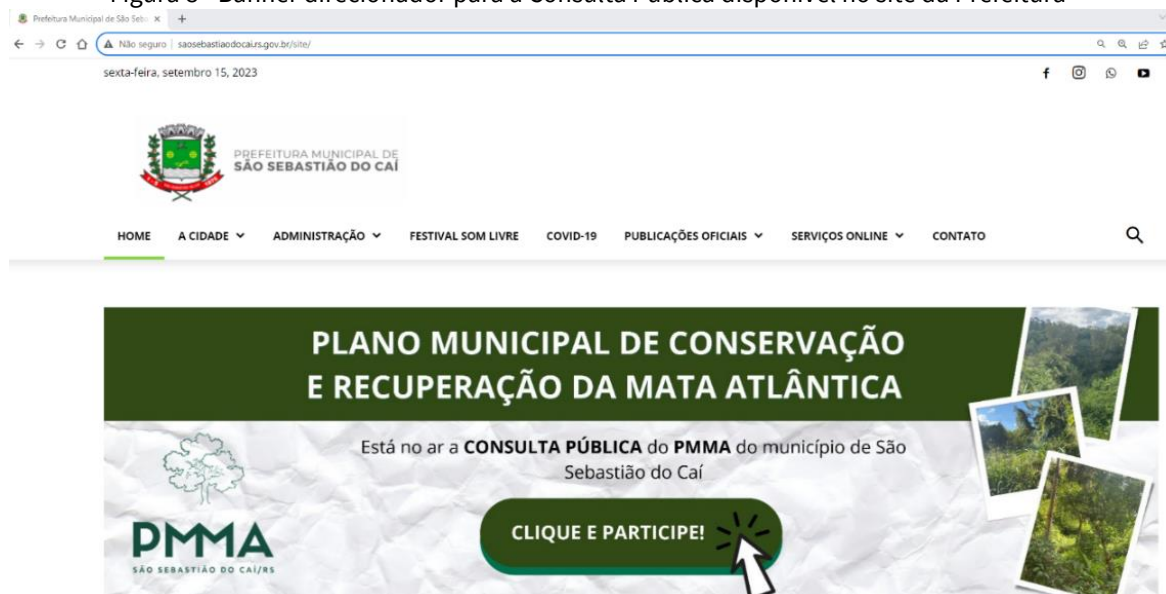 Figura 8 - Banner direcionador para a Consulta Pública disponível no site da Prefeitura
Prefeitura Municipal de São Seb
Não seguro saosebastiaodocai.rs.gov.br/site/
sexta-feira, setembro 15, 2023
PREFEITURA MUNICIPAL DE
SÃO SEBASTIÃO DO CAÍ
HOME A CIDADE ADMINISTRAÇÃO FESTIVAL SOM LIVRE COVID-19 PUBLICAÇÕES OFICIAIS SERVIÇOS ONLINE CONTATO
PLANO MUNICIPAL DE CONSERVAÇÃO
E RECUPERAÇÃO DA MATA ATLÂNTICA
Está no ar a CONSULTA PÚBLICA do PMMA do município de São
Sebastião do Caí
CLIQUE E PARTICIPE!
PMMA
SÃO SEBASTIÃO DO CAÍ/RS